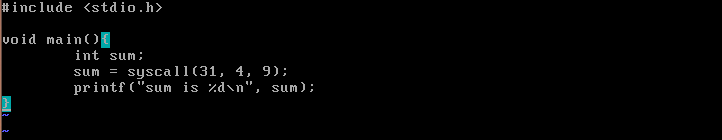 #include <stdio.h>
void main(){
        int sum;
        sum = syscall(31, 4, 9);
        printf("sum is %d\n", sum);
}
~
~